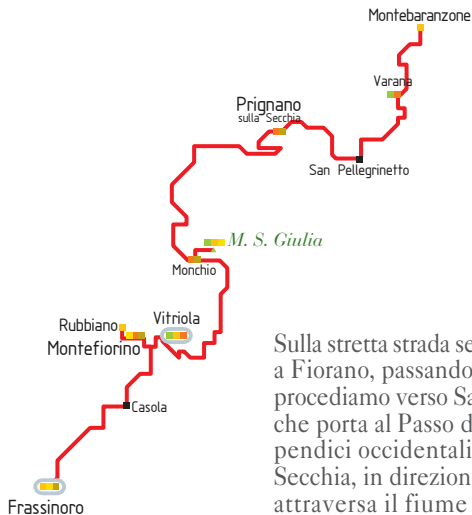 Montebaranzone
Varana
Prignano
sulla Secchia
San Pellegrinetto
M. S. Giulia
Monchio
Rubbiano
Vitriola
Montefiorino
Casola
Frassinoro
Sulla stretta strada se
a Fiorano, passando
procediamo verso Sa
che porta al Passo d
pendici occidentali
Secchia, in direzion
attraversa il fiume